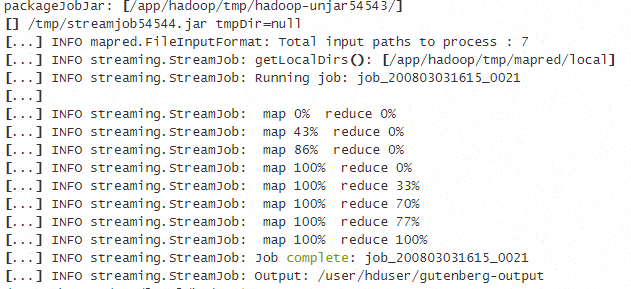 packageJobJar: [/app/hadoop/tmp/hadoop-unjar54543/]
[] /tmp/streamjob54544.jar tmpDir=null
[...] INFO mapred.FileInputFormat: Total input paths to process : 7
[...] INFO streaming.StreamJob: getLocalDirs(): [/app/hadoop/tmp/mapred/local]
[...] INFO streaming.StreamJob: Running job: job_200803031615_0021
[...]
[...] INFO streaming.StreamJob:  map 0%  reduce 0%
[...] INFO streaming.StreamJob:  map 43%  reduce 0%
[...] INFO streaming.StreamJob:  map 86%  reduce 0%
[...] INFO streaming.StreamJob:  map 100%  reduce 0%
[...] INFO streaming.StreamJob:  map 100%  reduce 33%
[...] INFO streaming.StreamJob:  map 100%  reduce 70%
[...] INFO streaming.StreamJob:  map 100%  reduce 77%
[...] INFO streaming.StreamJob:  map 100%  reduce 100%
[...] INFO streaming.StreamJob: Job complete: job_200803031615_0021
[...] INFO streaming.StreamJob: Output: /user/hduser/gutenberg-output